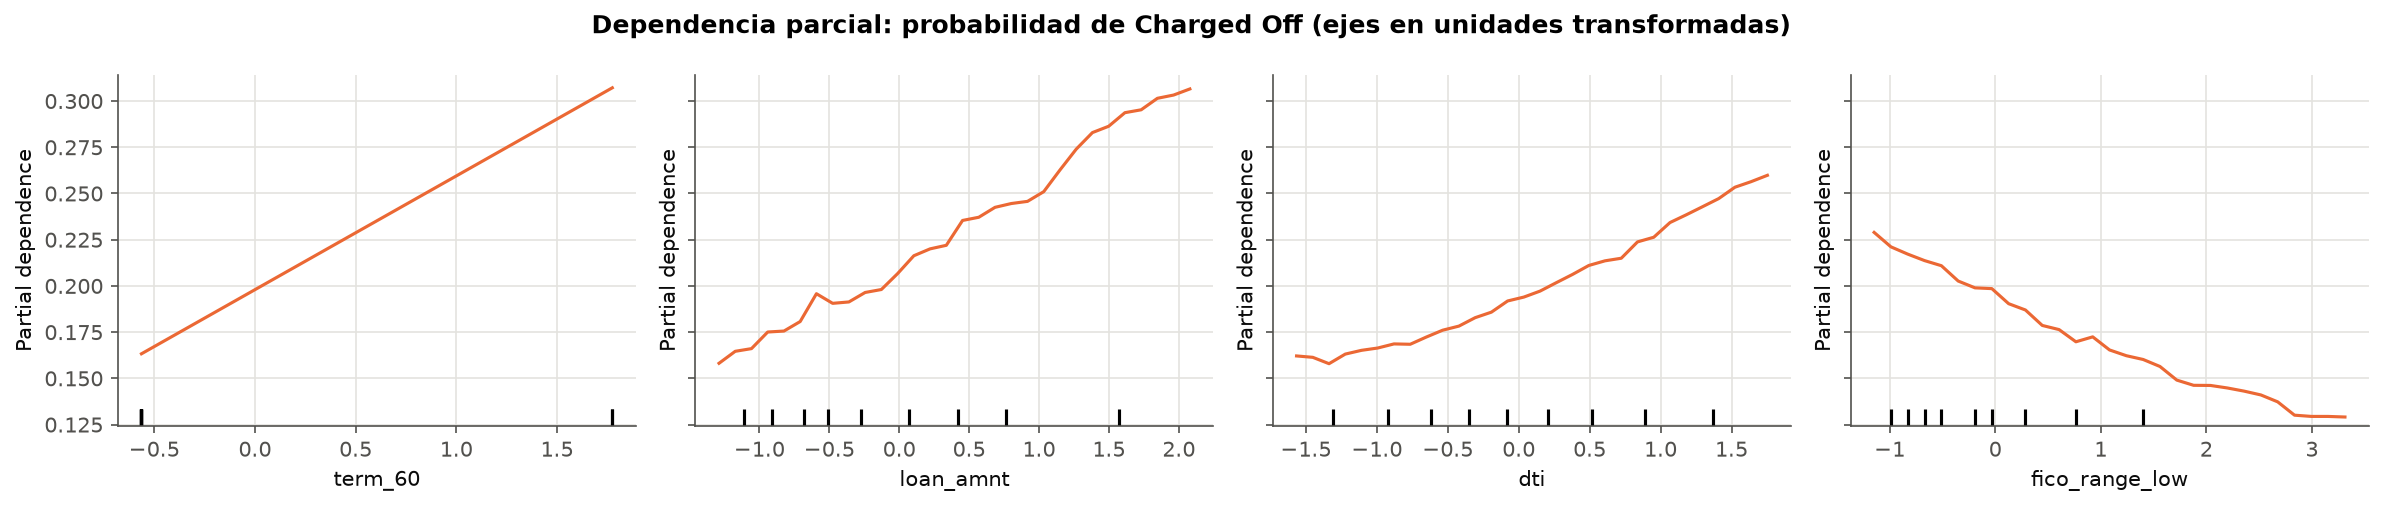 Dependencia parcial: probabilidad de Charged Off (ejes en unidades transformadas)
Partial dependence
0.300
0.275
0.250
0.225
0.200
0.175
0.150
0.125
−0.5 0.0 0.5 1.0 1.5
term_60
Partial dependence
−1.0 −0.5 0.0 0.5 1.0 1.5 2.0
loan_amnt
Partial dependence
−1.5 −1.0 −0.5 0.0 0.5 1.0 1.5
dti
Partial dependence
−1 0 1 2 3
fico_range_low